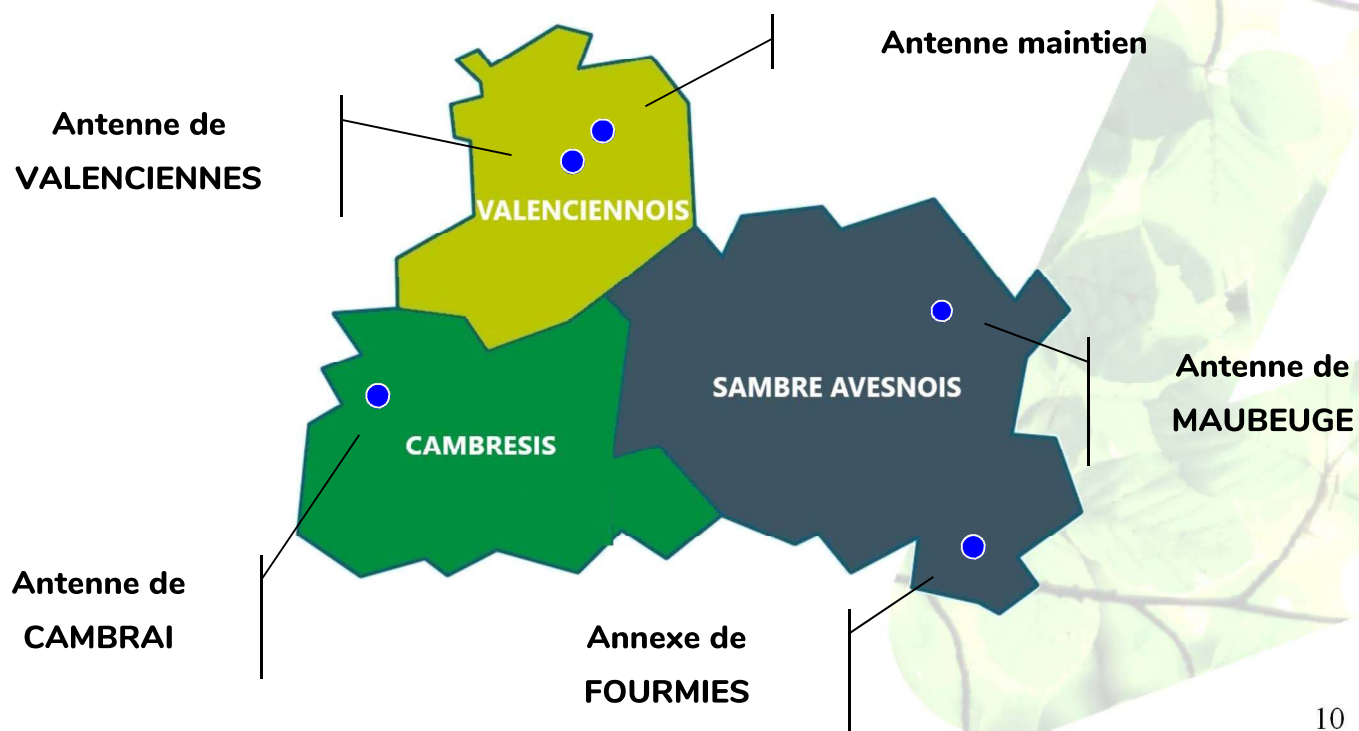 Antenne maintien
Antenne de
VALENCIENNES
VALENCIENNOIS
SAMBRE AVESNOIS
Antenne de
MAUBEUGE
CAMBRESIS
Antenne de
CAMBRAI
Annexe de
FOURMIES
10